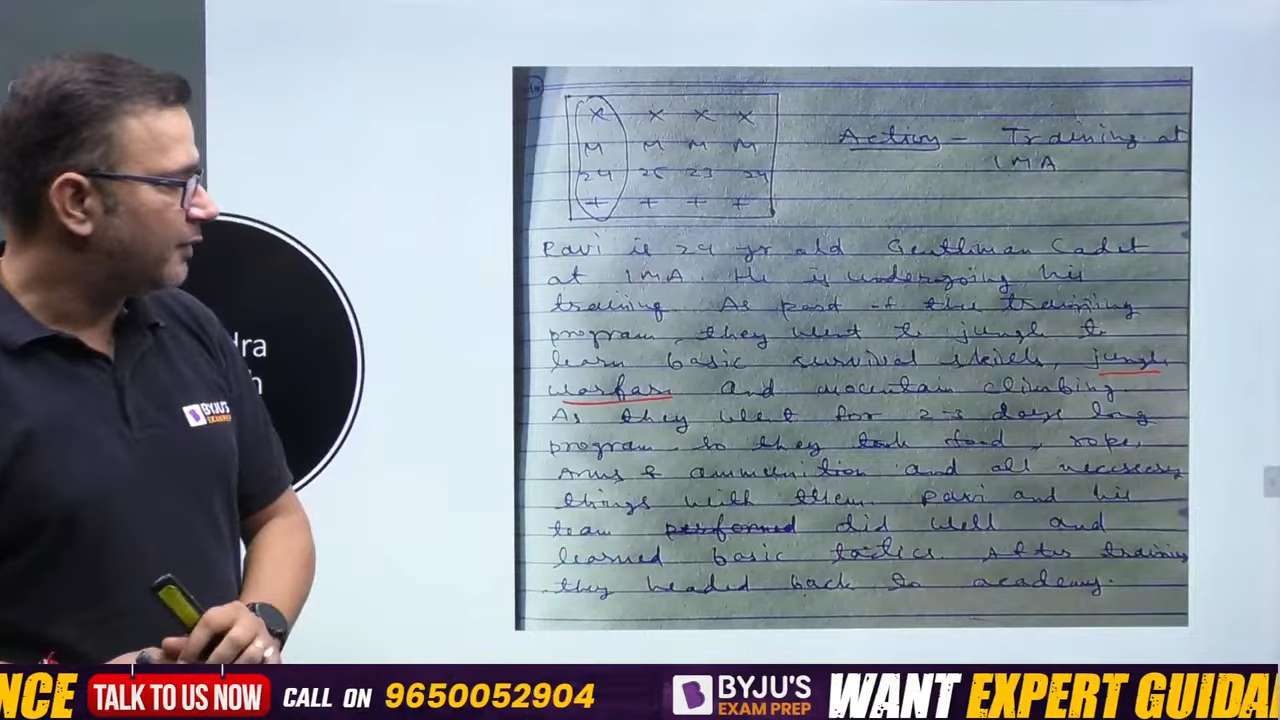 x x x x
M M M M
24 25 23 24
+ + + +
Action - Training at
IMA
Ravi is 24 yr old Gentleman Cadet
at IMA. He is undergoing his
training. As part of the training
program, they went to jungle to
learn basic survival skills, jungle
warfare and mountain climbing.
As they went for 2-3 days long
program so they took food, rope,
Arms & ammunition and all necessary
things with them. Ravi and his
team performed did well and
learned basic tactics. After training
they headed back to academy.
dra
h
BYJU'S
EXAM PREP
NCE TALK TO US NOW CALL ON 9650052904 BYJU'S EXAM PREP WANT EXPERT GUIDA